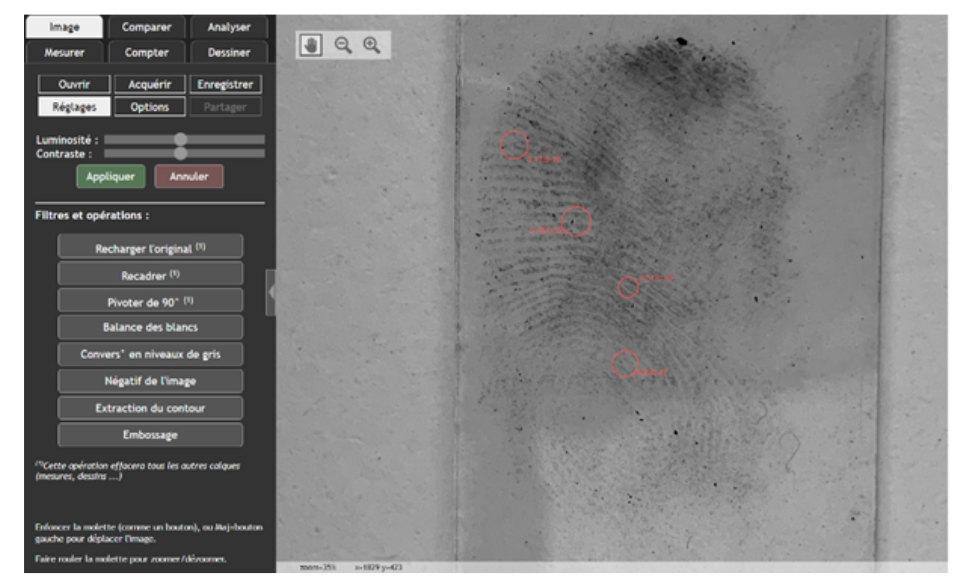 Image Comparer Analyser
Mesurer Compter Dessiner
Ouvrir Acquérir Enregistrer
Réglages Options Partager
Luminosité :
Contraste :
Appliquer Annuler
Filtres et opérations :
Recharger l'original (1)
Recadrer (1)
Pivoter de 90° (1)
Balance des blancs
Convers° en niveaux de gris
Négatif de l'image
Extraction du contour
Embossage
(1)Cette opération effacera tous les autres calques
(mesures, dessins ...)
Enfoncer la molette (comme un bouton), ou Maj+bouton
gauche pour déplacer l'image.
Faire rouler la molette pour zoomer/dézoomer.
zoom=35% x=1829 y=423